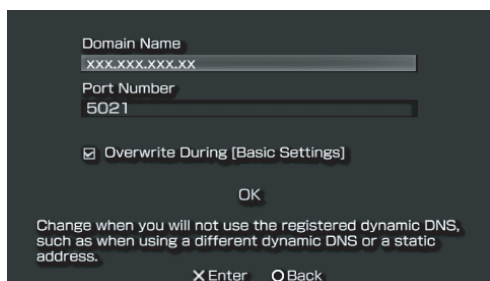 Domain Name
xxx.xxx.xxx.xx
Port Number
5021
Overwrite During [Basic Settings]
OK
Change when you will not use the registered dynamic DNS,
such as when using a different dynamic DNS or a static
address.
Enter Back